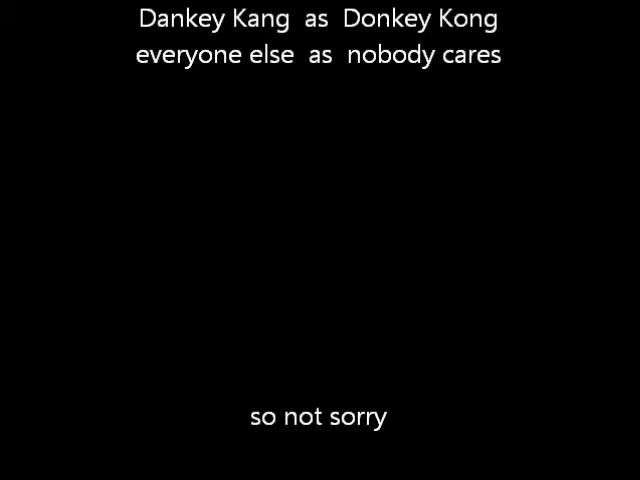 Dankey Kang as Donkey Kong
everyone else as nobody cares
so not sorry